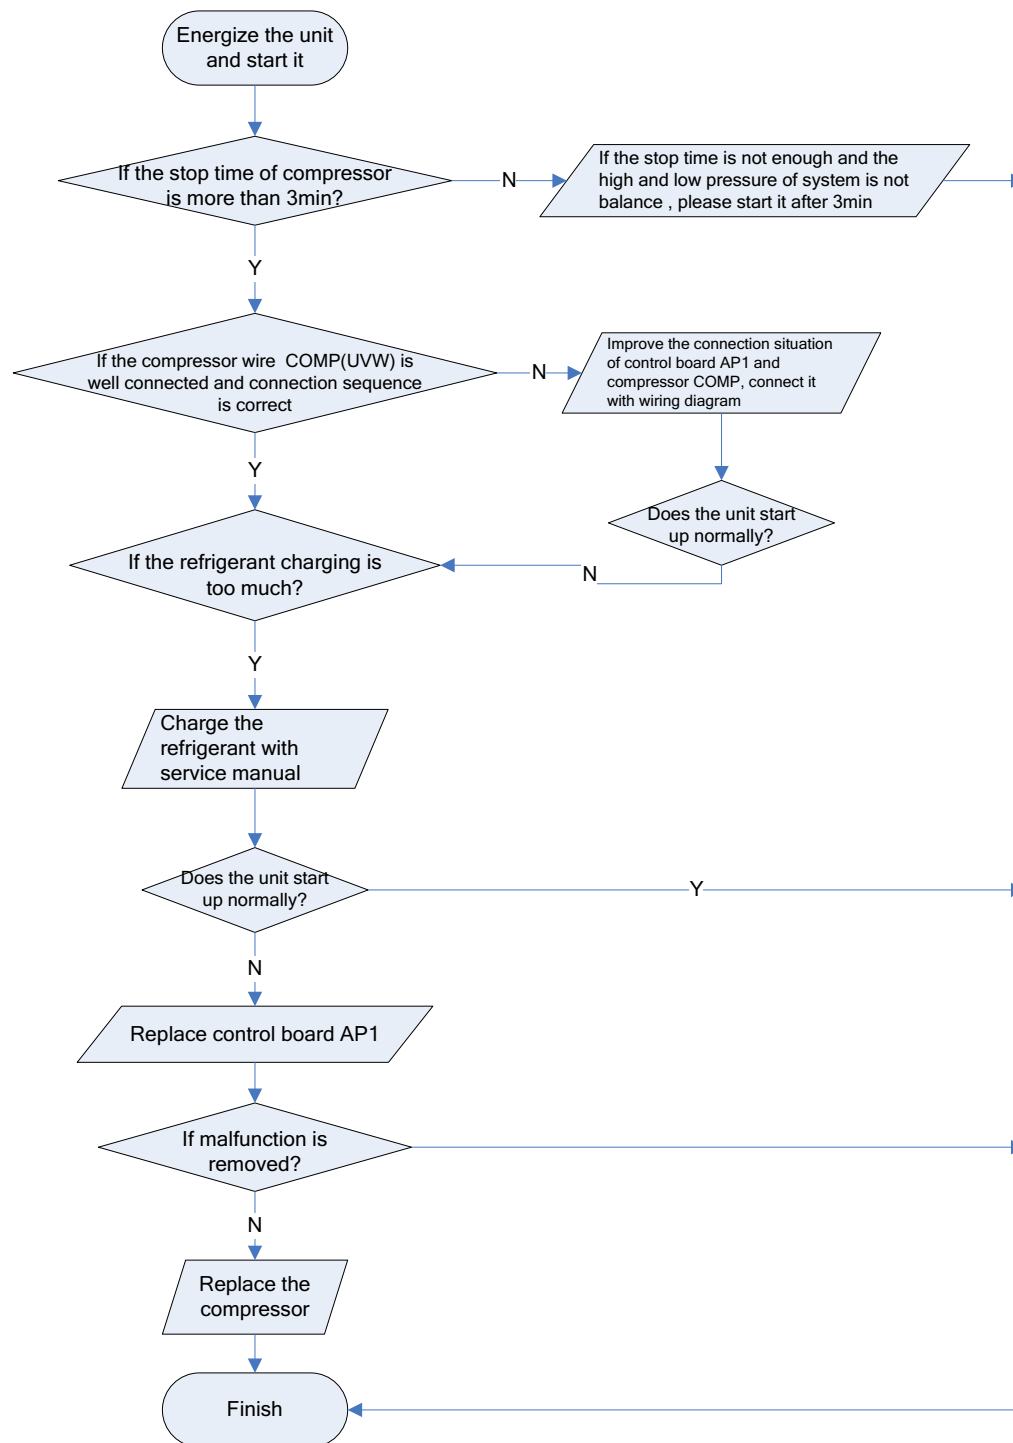 Energize the unit
and start it
If the stop time of compressor
is more than 3min?
N
If the stop time is not enough and the
high and low pressure of system is not
balance , please start it after 3min
Y
If the compressor wire  COMP(UVW) is
well connected and connection sequence
is correct
N
Improve the connection situation
of control board AP1 and
compressor COMP, connect it
with wiring diagram
Y
Does the unit start
up normally?
If the refrigerant charging is
too much?
N
Y
Charge the
refrigerant with
service manual
Does the unit start
up normally?
Y
N
Replace control board AP1
If malfunction is
removed?
N
Replace the
compressor
Finish